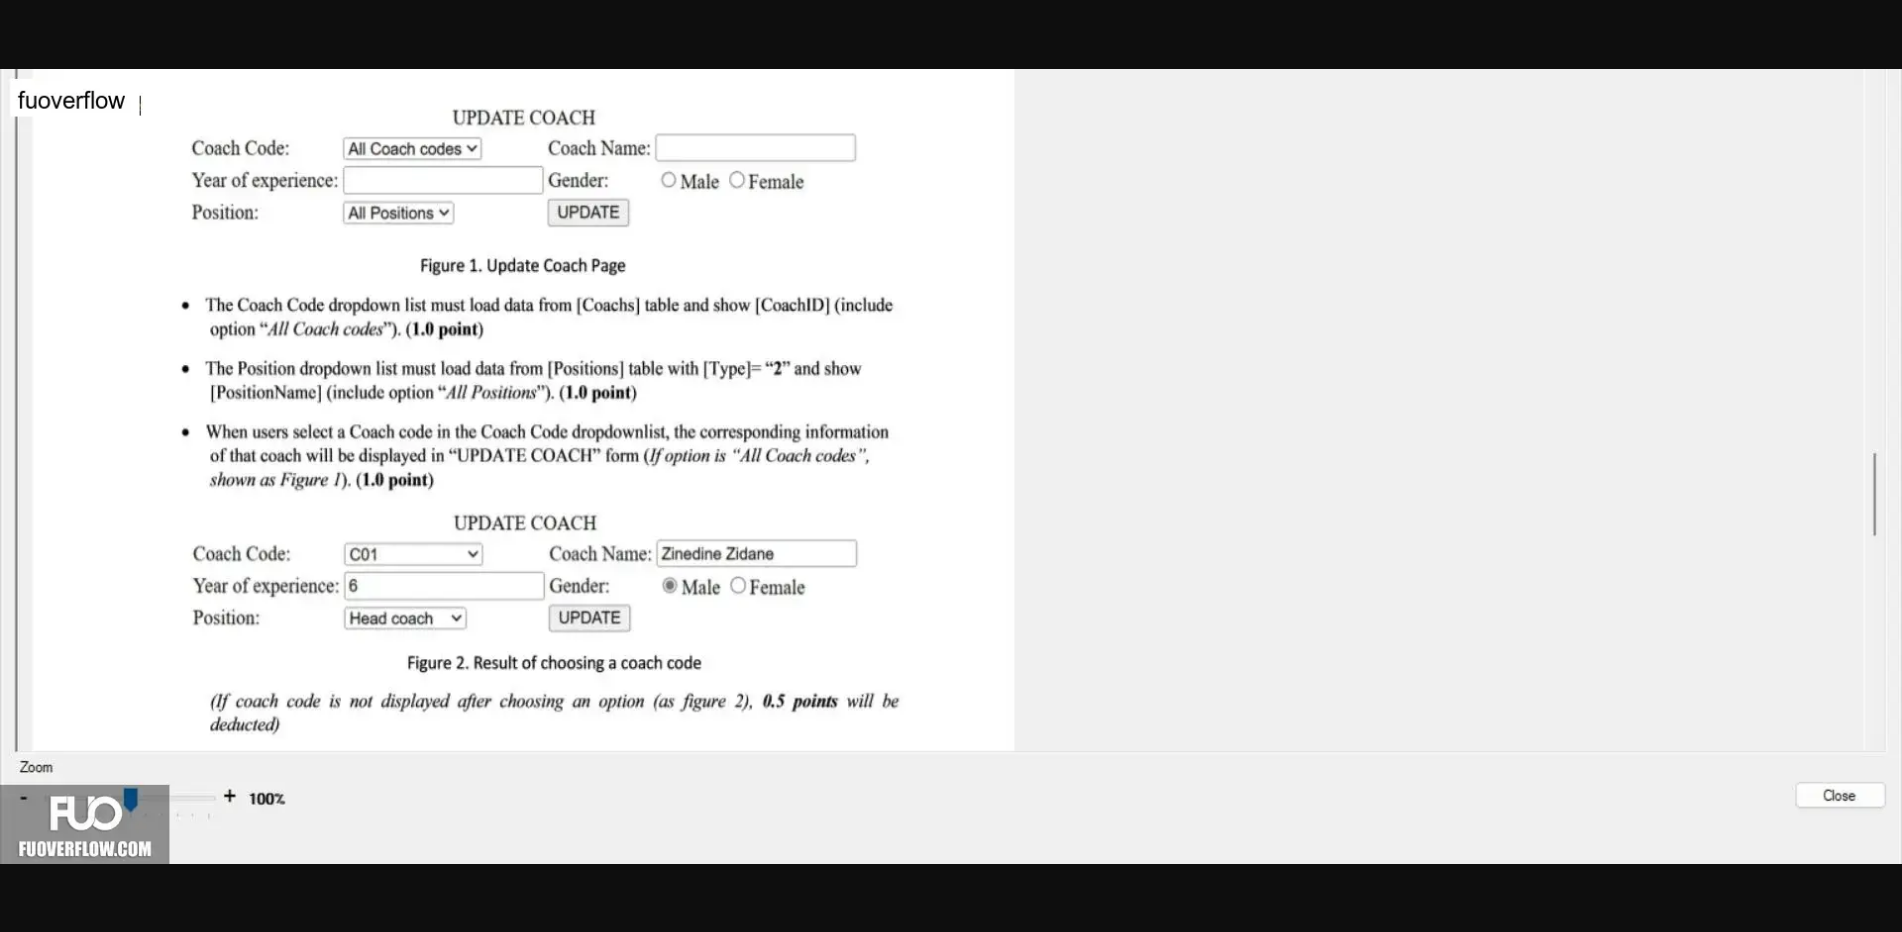 fuoverflow
UPDATE COACH
Coach Code: All Coach codes Coach Name:
Year of experience: Gender: Male Female
Position: All Positions UPDATE
Figure 1. Update Coach Page
• The Coach Code dropdown list must load data from [Coachs] table and show [CoachID] (include
option “All Coach codes”). (1.0 point)
• The Position dropdown list must load data from [Positions] table with [Type]= “2” and show
[PositionName] (include option “All Positions”). (1.0 point)
• When users select a Coach code in the Coach Code dropdownlist, the corresponding information
of that coach will be displayed in “UPDATE COACH” form (If option is “All Coach codes”,
shown as Figure 1). (1.0 point)
UPDATE COACH
Coach Code: C01 Coach Name: Zinedine Zidane
Year of experience: 6 Gender: Male Female
Position: Head coach UPDATE
Figure 2. Result of choosing a coach code
(If coach code is not displayed after choosing an option (as figure 2), 0.5 points will be
deducted)
Zoom
- + 100%
Close
FUO
FUOVERFLOW.COM